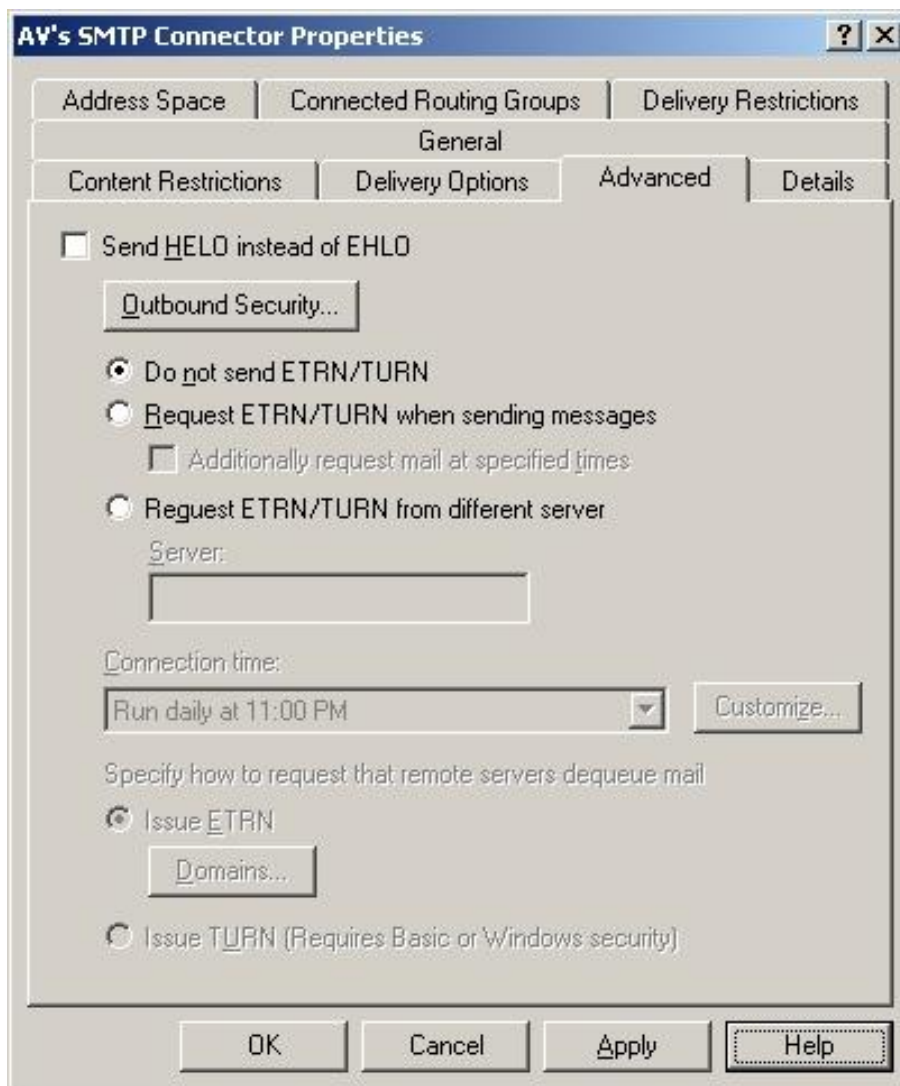 AV's SMTP Connector Properties
Address Space Connected Routing Groups Delivery Restrictions
General
Content Restrictions Delivery Options Advanced Details
Send HELO instead of EHLO
Outbound Security...
Do not send ETRN/TURN
Request ETRN/TURN when sending messages
Additionally request mail at specified times
Request ETRN/TURN from different server
Server:
Connection time:
Run daily at 11:00 PM Customize...
Specify how to request that remote servers dequeue mail
Issue ETRN
Domains...
Issue TURN (Requires Basic or Windows security)
OK Cancel Apply Help